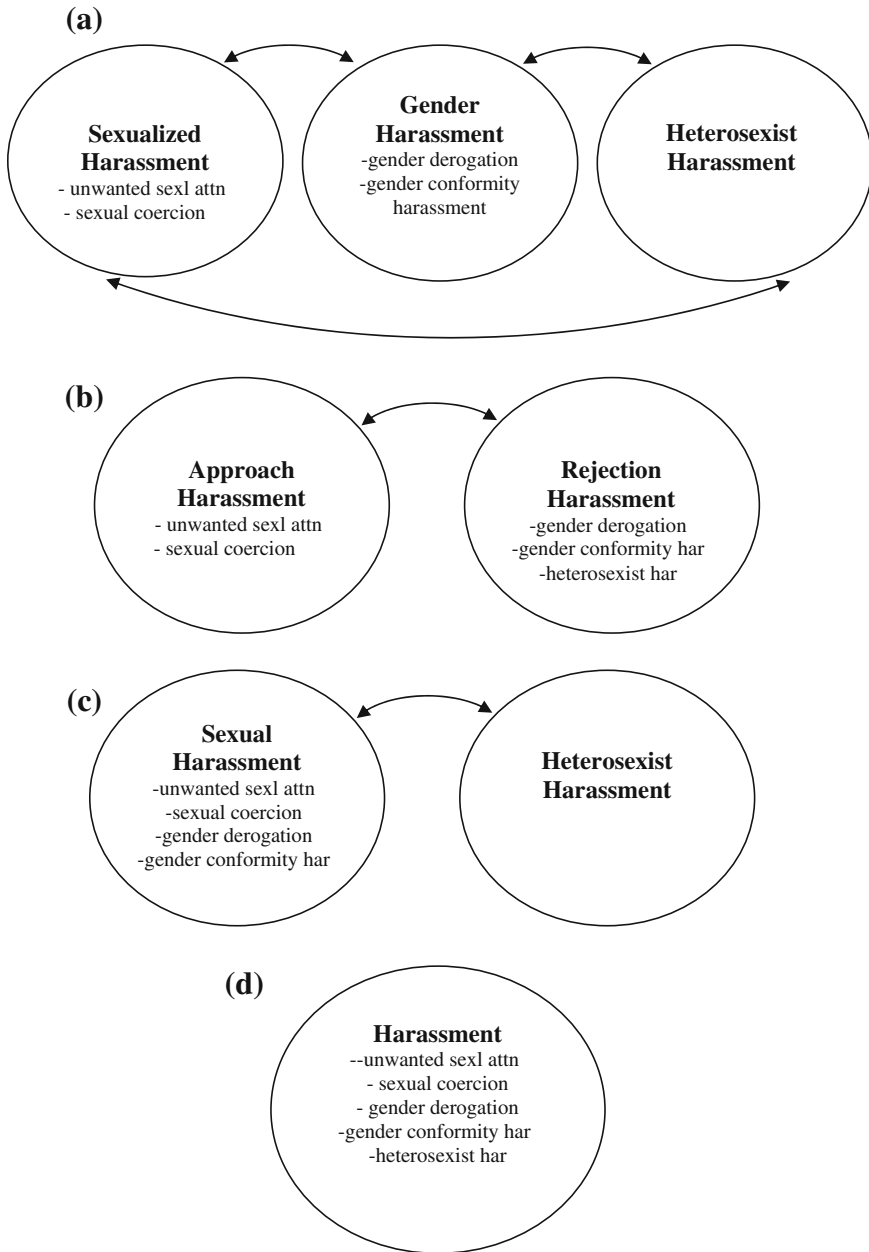 (a)
Sexualized
Harassment
- unwanted sexl attn
- sexual coercion
Gender
Harassment
-gender derogation
-gender conformity
harassment
Heterosexist
Harassment
(b)
Approach
Harassment
- unwanted sexl attn
- sexual coercion
Rejection
Harassment
-gender derogation
-gender conformity har
-heterosexist har
(c)
Sexual
Harassment
-unwanted sexl attn
-sexual coercion
-gender derogation
-gender conformity har
Heterosexist
Harassment
(d)
Harassment
--unwanted sexl attn
- sexual coercion
- gender derogation
-gender conformity har
-heterosexist har